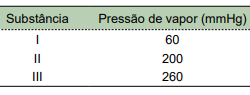 Substância Pressão de vapor (mmHg)
I 60
II 200
III 260